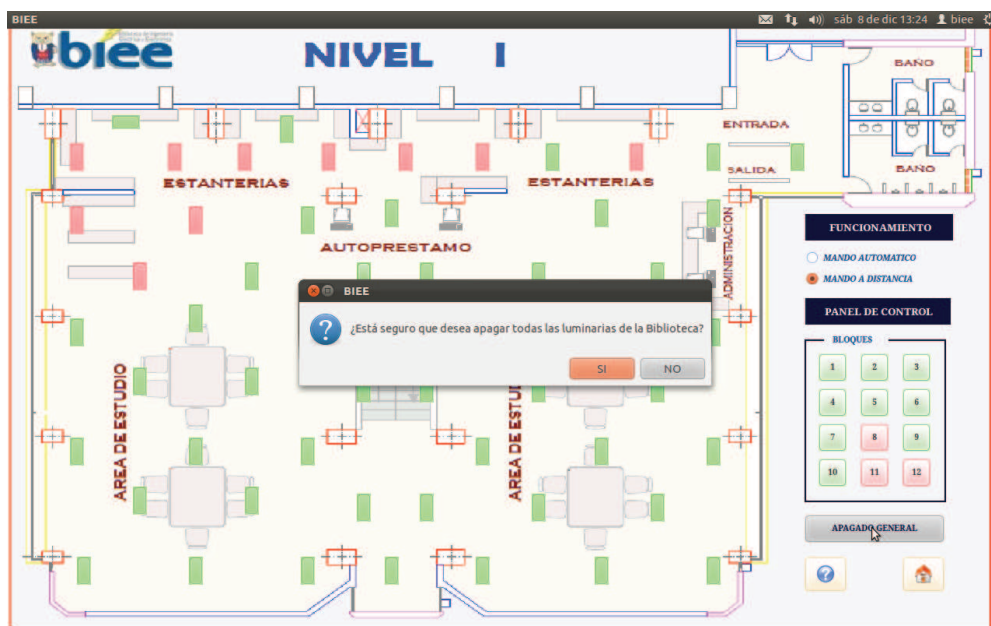 BIEE
sáb 8 de dic 13:24
biee
biee
NIVEL I
BAÑO
ENTRADA
SALIDA
BAÑO
ESTANTERIAS
ESTANTERIAS
AUTOPRESTAMO
ADMINISTRACION
FUNCIONAMIENTO
MANDO AUTOMATICO
MANDO A DISTANCIA
BIEE
¿Está seguro que desea apagar todas las luminarias de la Biblioteca?
SI
NO
AREA DE ESTUDIO
AREA DE ESTUD
PANEL DE CONTROL
BLOQUES
1 2 3
4 5 6
7 8 9
10 11 12
APAGADO GENERAL